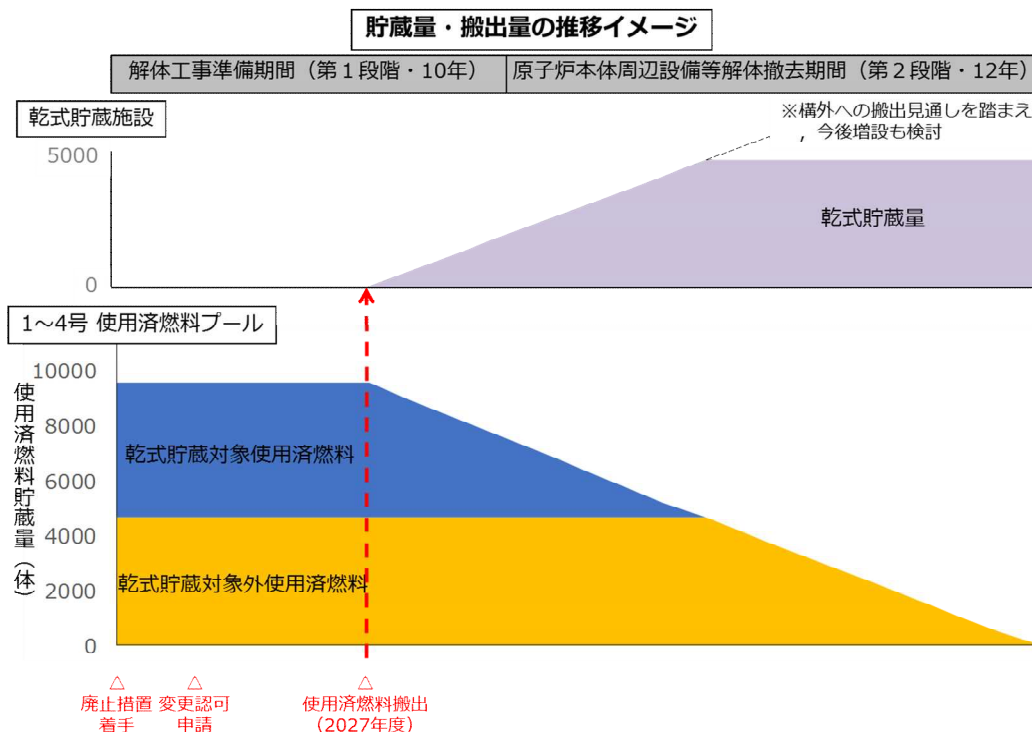 貯蔵量・搬出量の推移イメージ
解体工事準備期間（第１段階・10年）
原子炉本体周辺設備等解体撤去期間（第２段階・12年）
乾式貯蔵施設
※構外への搬出見通しを踏まえ
，今後増設も検討
5000
乾式貯蔵量
0
1～4号 使用済燃料プール
使用済燃料貯蔵量（体）
10000
8000
乾式貯蔵対象使用済燃料
6000
4000
乾式貯蔵対象外使用済燃料
2000
0
△
廃止措置
着手
△
変更認可
申請
△
使用済燃料搬出
（2027年度）